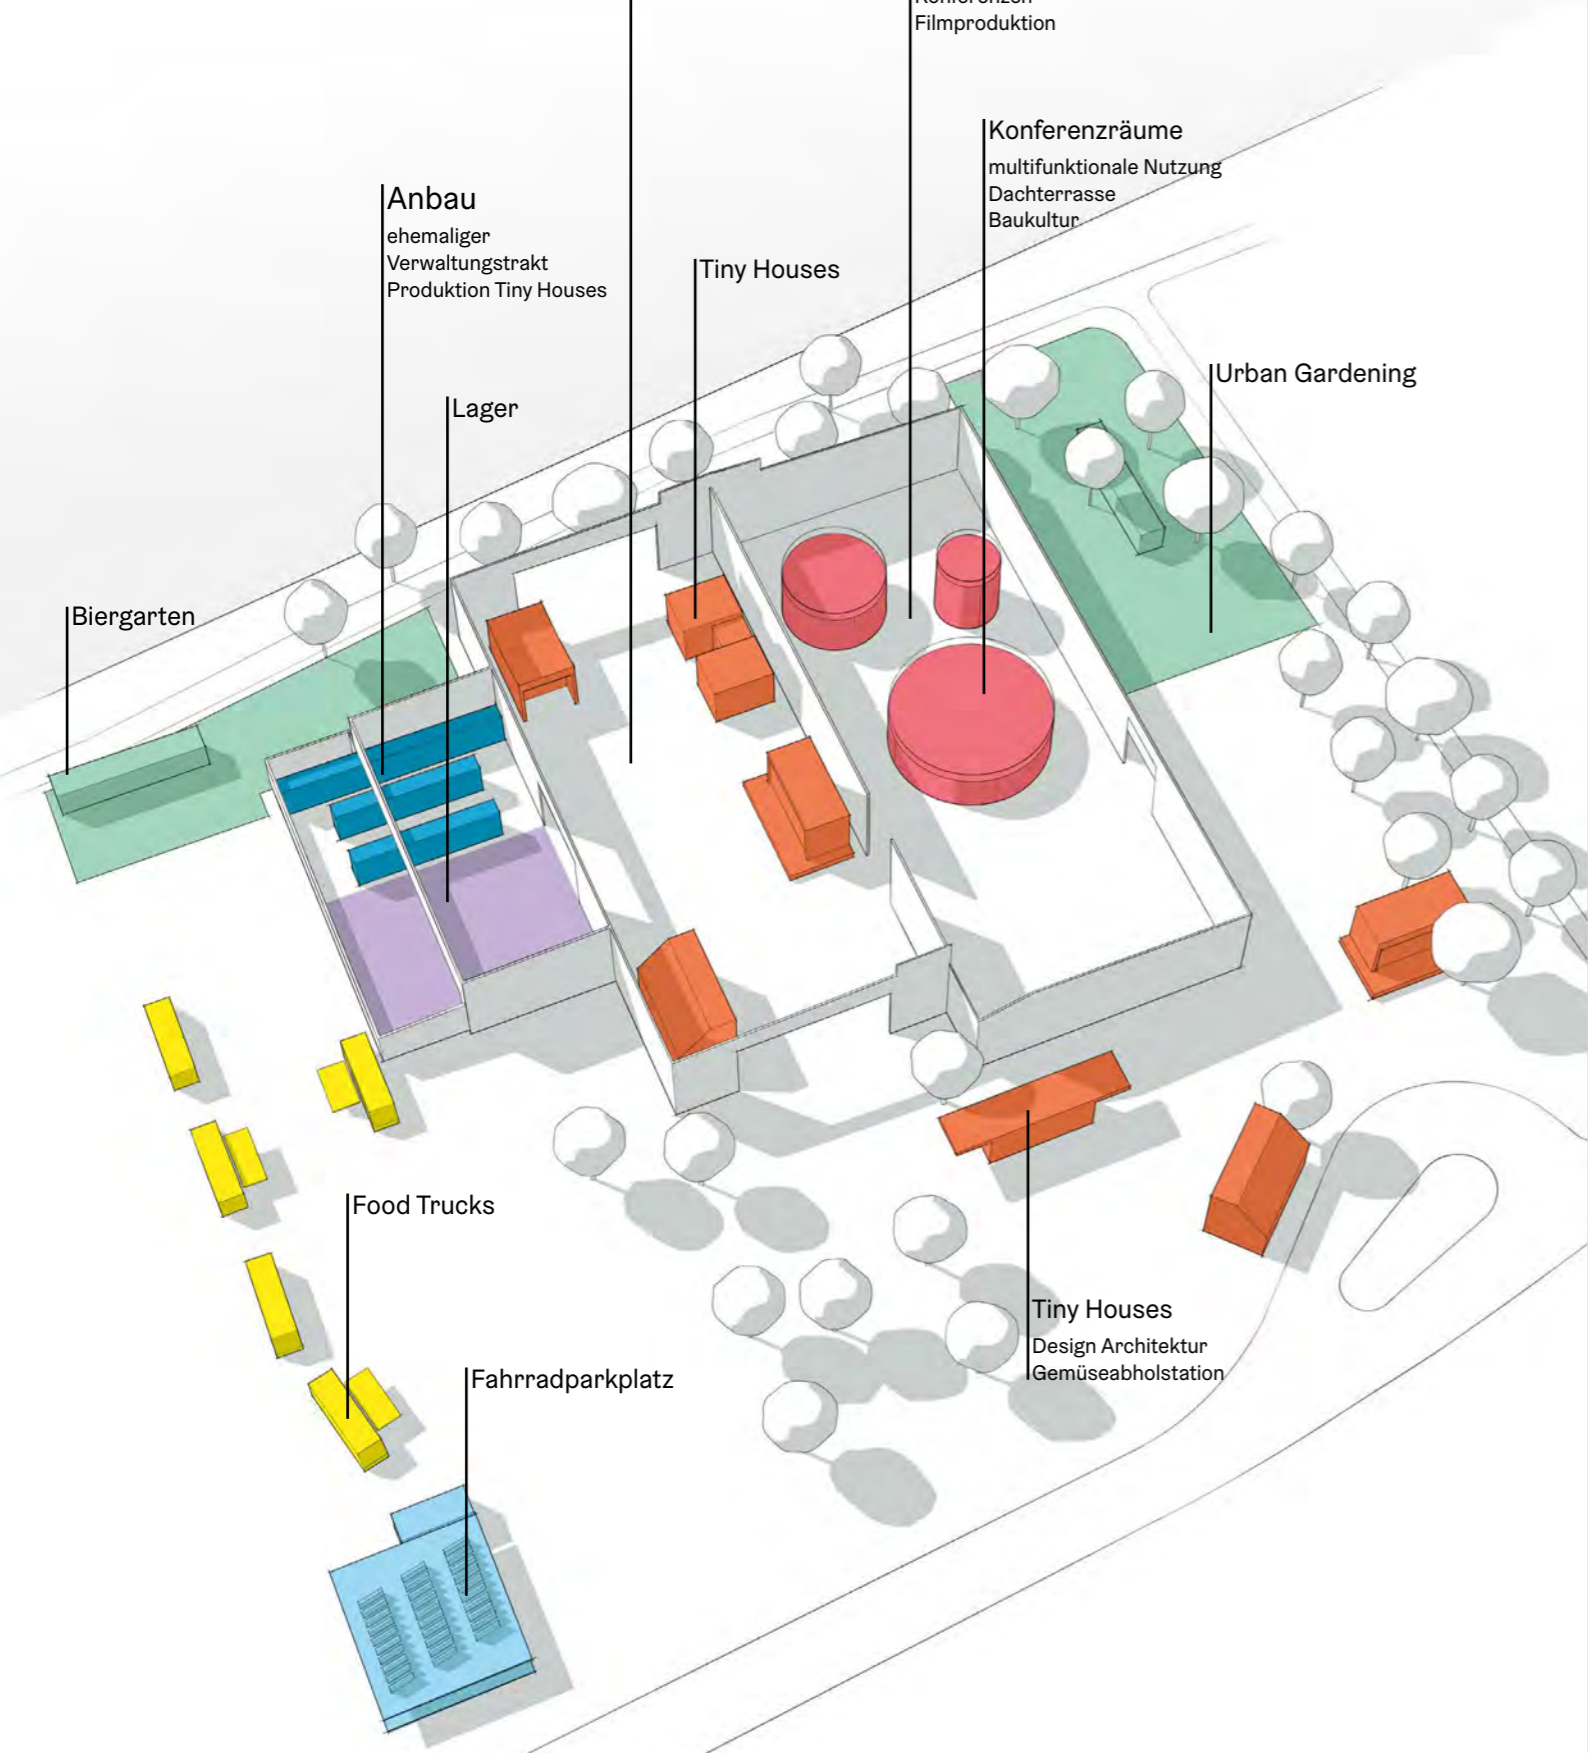 Konferenzen
Filmproduktion
Konferenzräume
multifunktionale Nutzung
Dachterrasse
Baukultur
Anbau
ehemaliger
Verwaltungstrakt
Produktion Tiny Houses
Tiny Houses
Urban Gardening
Lager
Biergarten
Food Trucks
Tiny Houses
Design Architektur
Gemüseabholstation
Fahrradparkplatz